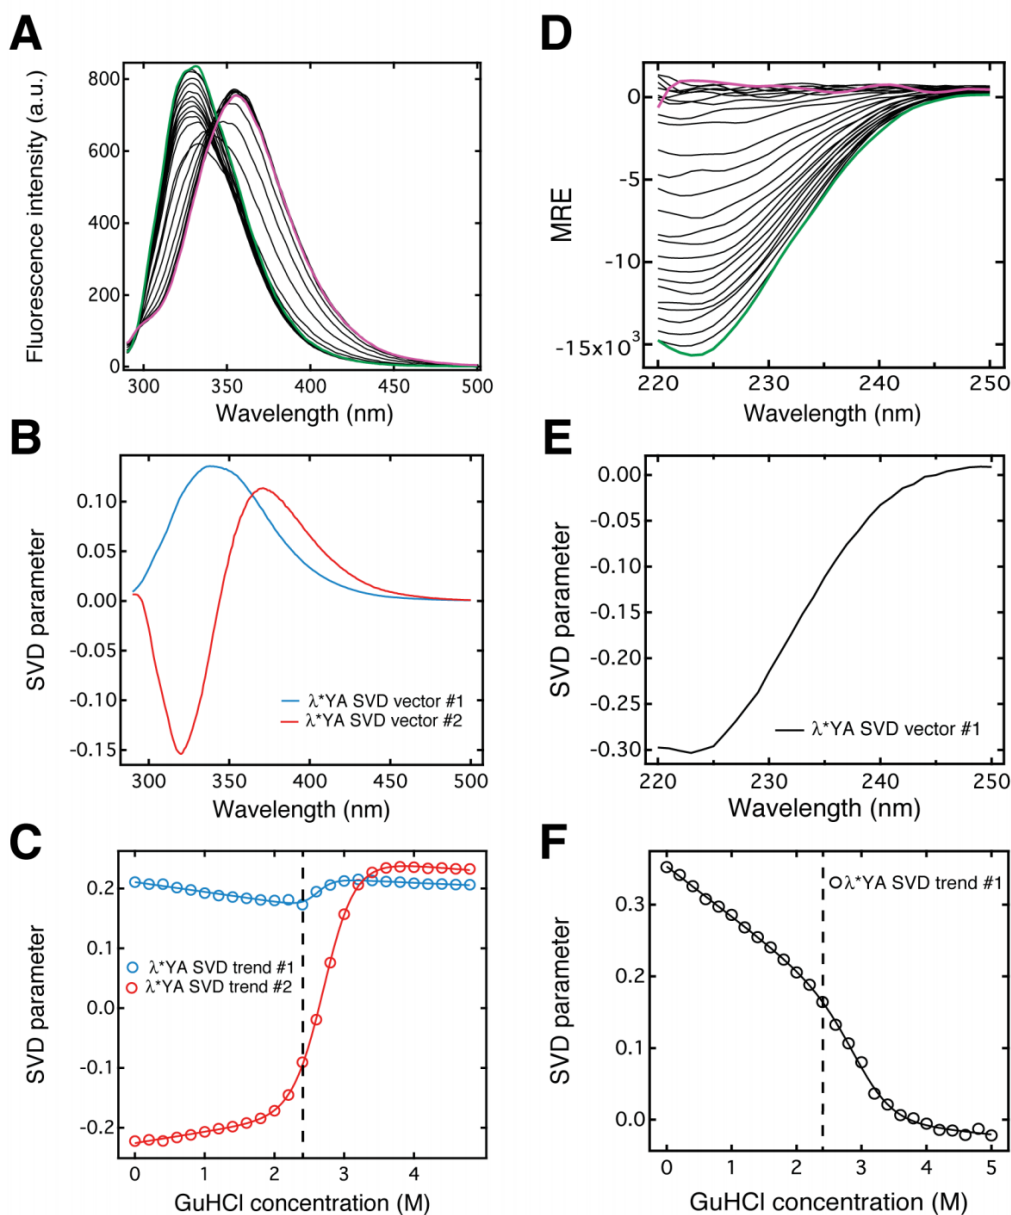 A
Fluorescence intensity (a.u.)
800
600
400
200
0
300
350
400
450
500
Wavelength (nm)
D
MRE
0
-5
-10
-15x10³
220
230
240
250
Wavelength (nm)
B
SVD parameter
0.10
0.05
0.00
-0.05
-0.10
-0.15
λ*YA SVD vector #1
λ*YA SVD vector #2
300
350
400
450
500
Wavelength (nm)
E
SVD parameter
0.00
-0.05
-0.10
-0.15
-0.20
-0.25
-0.30
λ*YA SVD vector #1
220
230
240
250
Wavelength (nm)
C
SVD parameter
0.2
0.1
0.0
-0.1
-0.2
λ*YA SVD trend #1
λ*YA SVD trend #2
0
1
2
3
4
GuHCl concentration (M)
F
SVD parameter
0.3
0.2
0.1
0.0
λ*YA SVD trend #1
0
1
2
3
4
5
GuHCl concentration (M)